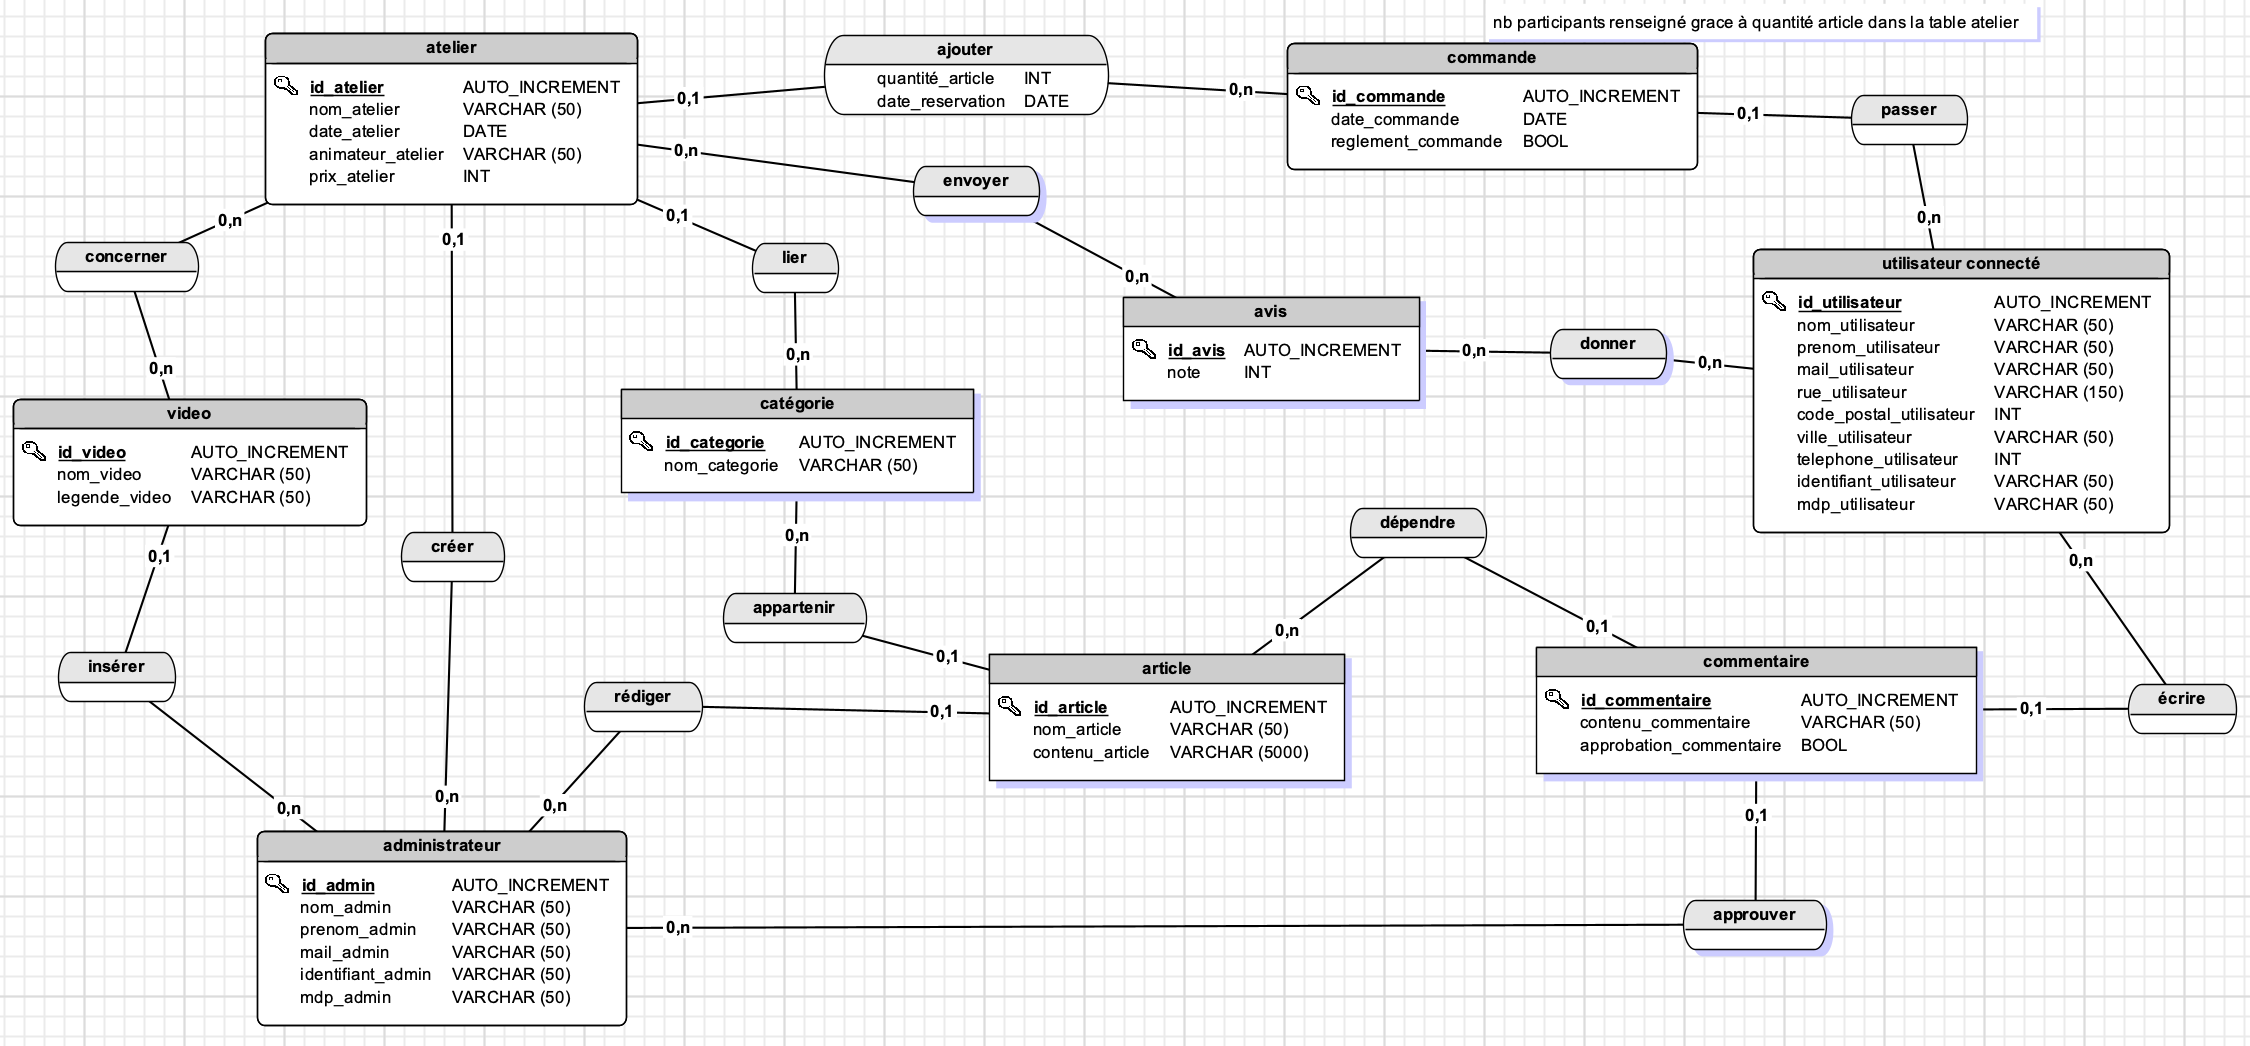 nb participants renseigné grace à quantité article dans la table atelier
atelier
id_atelier AUTO_INCREMENT
nom_atelier VARCHAR (50)
date_atelier DATE
animateur_atelier VARCHAR (50)
prix_atelier INT
ajouter
quantité_article INT
date_reservation DATE
commande
id_commande AUTO_INCREMENT
date_commande DATE
reglement_commande BOOL
0,1
0,n
0,1
passer
0,n
envoyer
0,n
0,1
0,n
0,1
0,n
concerner
lier
0,n
utilisateur connecté
id_utilisateur AUTO_INCREMENT
nom_utilisateur VARCHAR (50)
prenom_utilisateur VARCHAR (50)
mail_utilisateur VARCHAR (50)
rue_utilisateur VARCHAR (150)
code_postal_utilisateur INT
ville_utilisateur VARCHAR (50)
telephone_utilisateur INT
identifiant_utilisateur VARCHAR (50)
mdp_utilisateur VARCHAR (50)
avis
id_avis AUTO_INCREMENT
note INT
0,n
donner
0,n
0,n
0,n
video
id_video AUTO_INCREMENT
nom_video VARCHAR (50)
legende_video VARCHAR (50)
catégorie
id_categorie AUTO_INCREMENT
nom_categorie VARCHAR (50)
0,1
créer
0,n
dépendre
0,n
appartenir
0,n
0,1
0,1
insérer
rédiger
0,1
article
id_article AUTO_INCREMENT
nom_article VARCHAR (50)
contenu_article VARCHAR (5000)
commentaire
id_commentaire AUTO_INCREMENT
contenu_commentaire VARCHAR (50)
approbation_commentaire BOOL
0,1
écrire
0,n
0,n
0,n
0,1
administrateur
id_admin AUTO_INCREMENT
nom_admin VARCHAR (50)
prenom_admin VARCHAR (50)
mail_admin VARCHAR (50)
identifiant_admin VARCHAR (50)
mdp_admin VARCHAR (50)
0,n
approuver